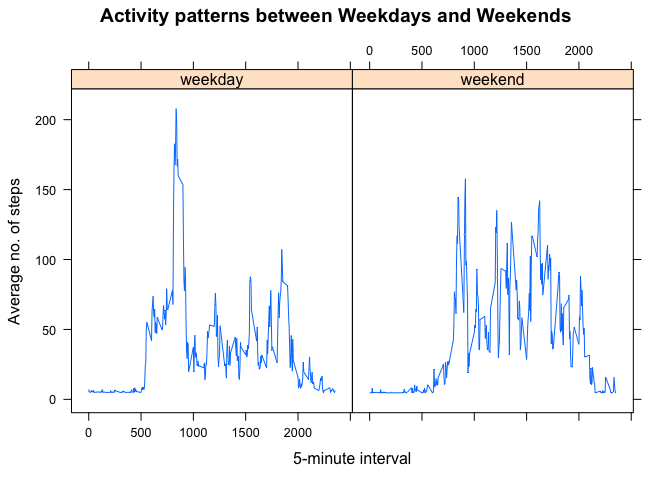 Activity patterns between Weekdays and Weekends
0 500 1000 1500 2000
weekday weekend
200
150
100
50
0
Average no. of steps
0 500 1000 1500 2000
5-minute interval